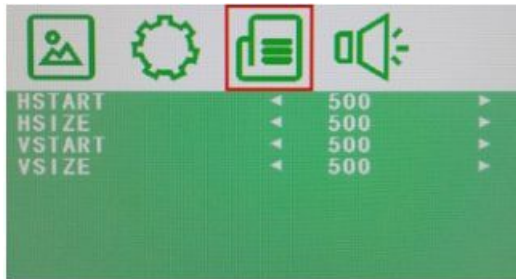 HSTART ◄ 500 ►
HSIZE ◄ 500 ►
VSTART ◄ 500 ►
VSIZE ◄ 500 ►